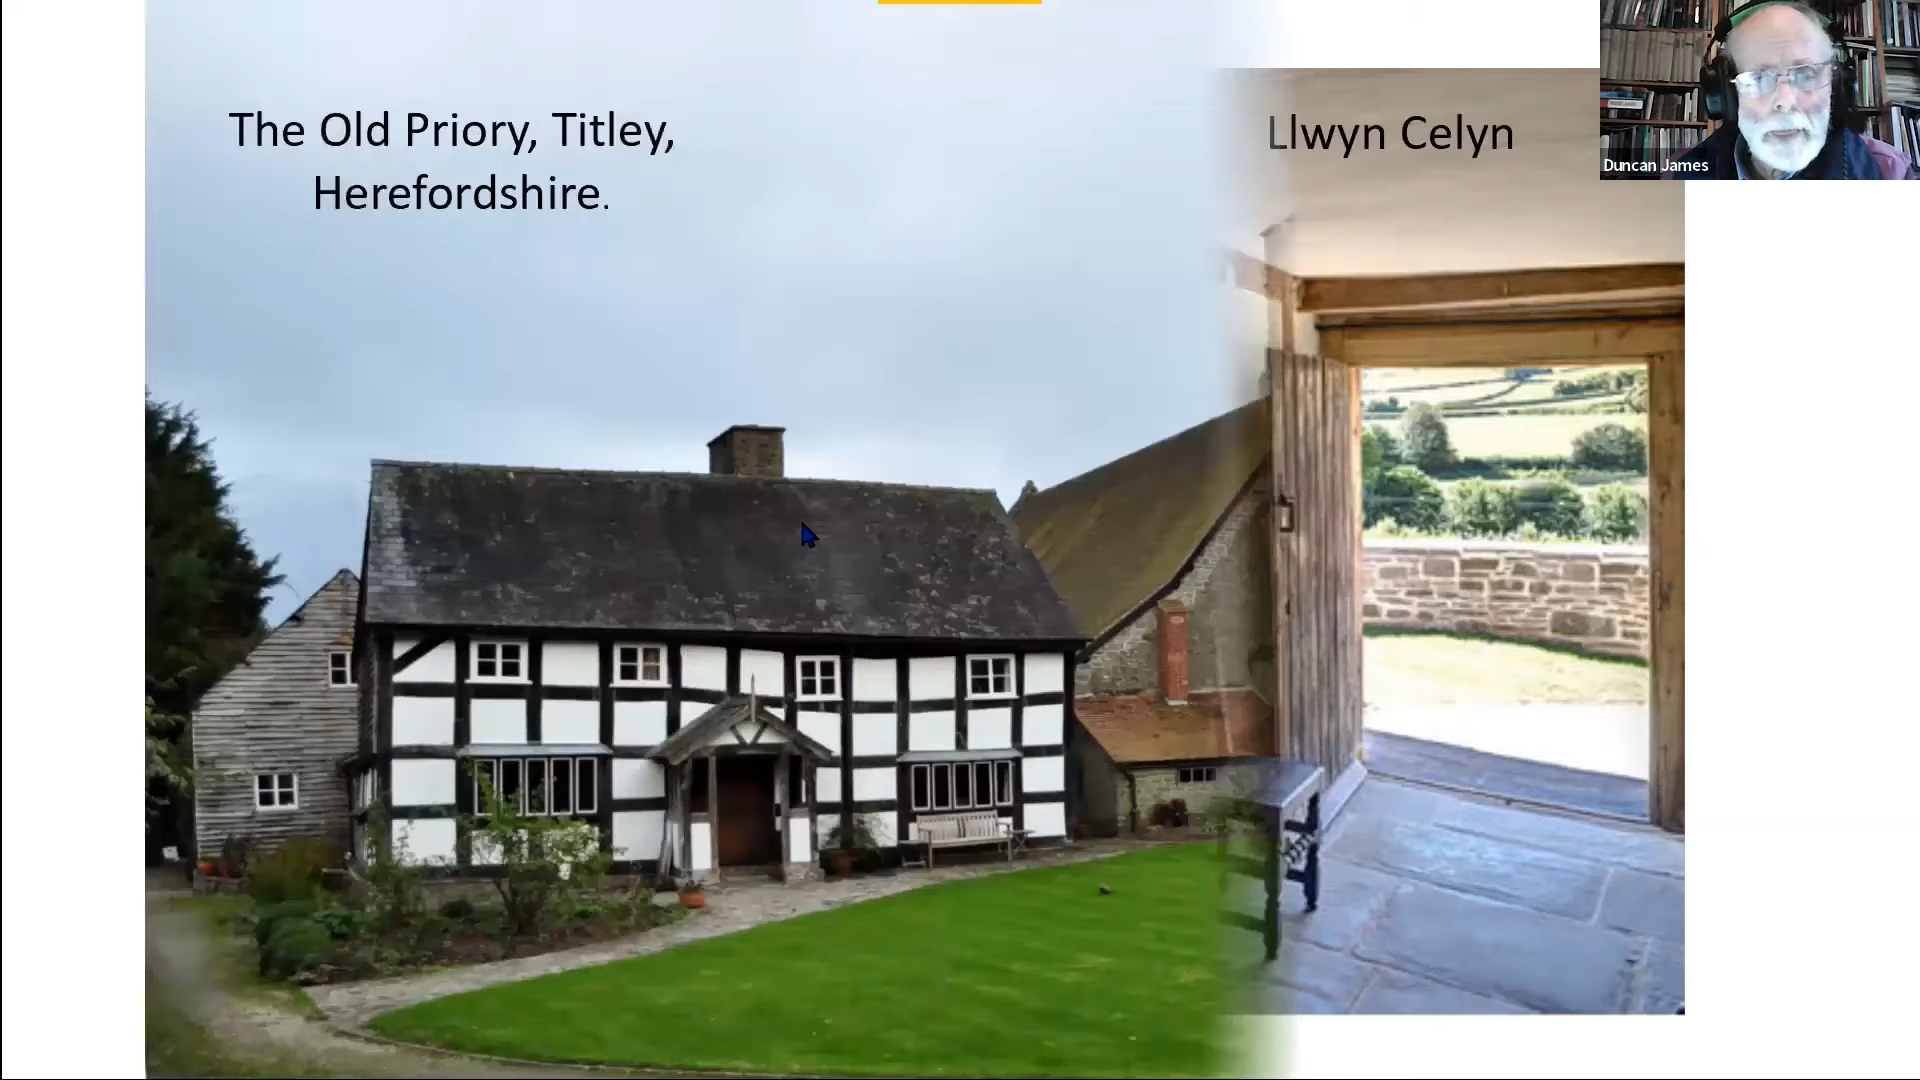 The Old Priory, Titley,
Herefordshire.
Llwyn Celyn
Duncan James